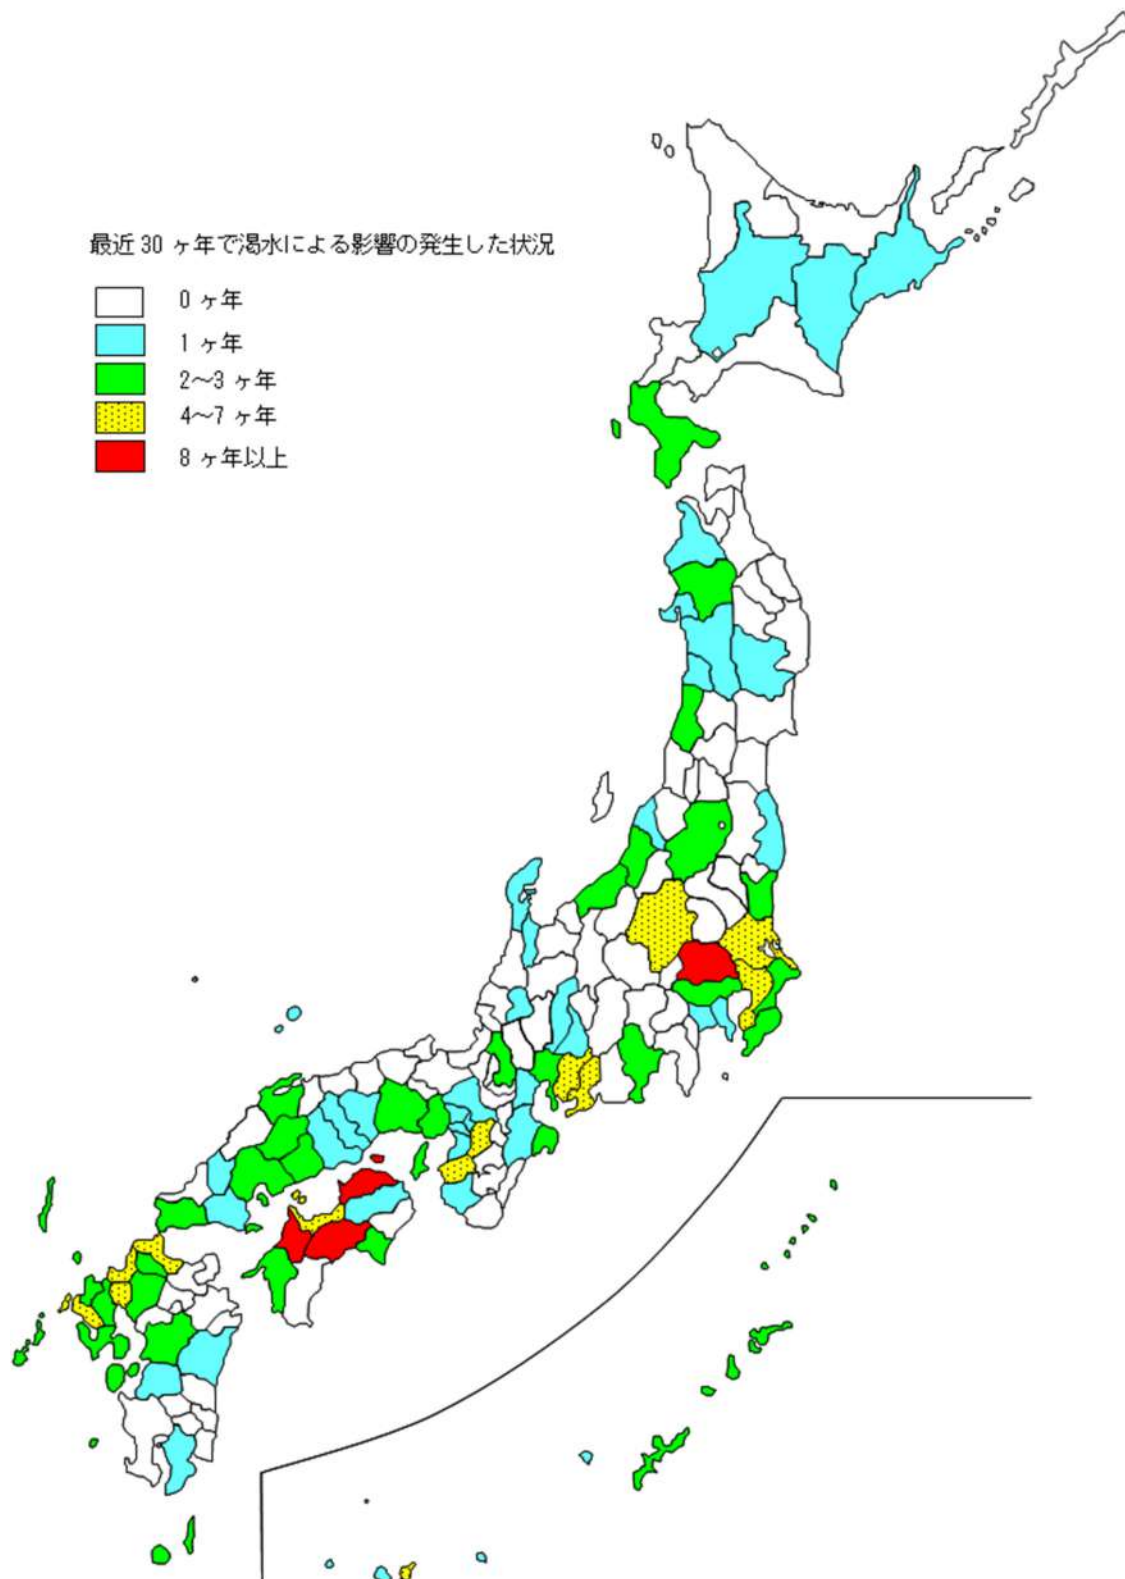 最近 30 ヶ年で渇水による影響の発生した状況
0 ヶ年
1 ヶ年
2～3 ヶ年
4～7 ヶ年
8 ヶ年以上